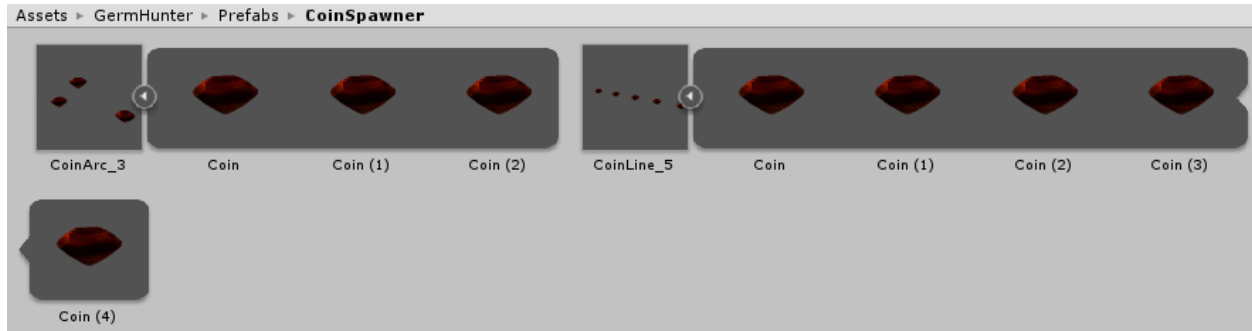 Assets ▸ GermHunter ▸ Prefabs ▸ CoinSpawner
CoinArc_3 Coin Coin (1) Coin (2) CoinLine_5 Coin Coin (1) Coin (2) Coin (3)
Coin (4)